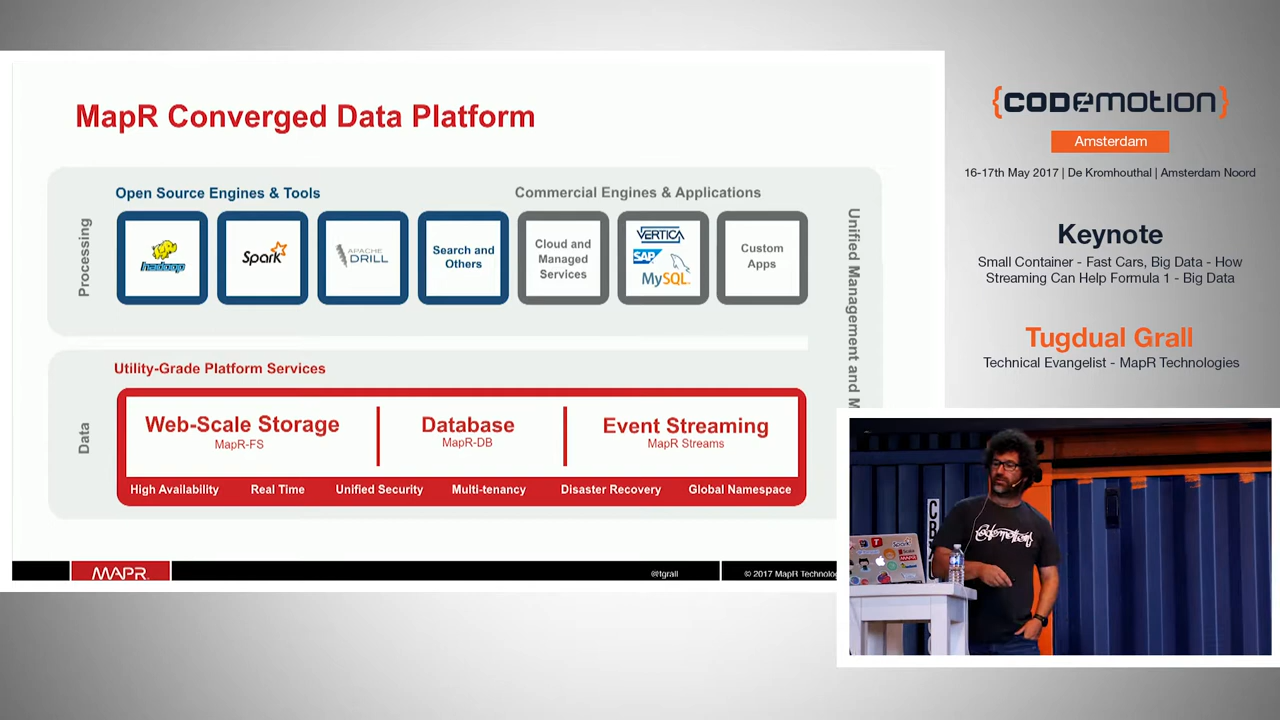 MapR Converged Data Platform
Open Source Engines & Tools
Commercial Engines & Applications
Processing
hadoop
Spark
APACHE
DRILL
Search and
Others
Cloud and
Managed
Services
VERTICA
SAP
MySQL
Custom
Apps
Unified Management and M
Utility-Grade Platform Services
Data
Web-Scale Storage
MapR-FS
Database
MapR-DB
Event Streaming
MapR Streams
High Availability
Real Time
Unified Security
Multi-tenancy
Disaster Recovery
Global Namespace
MAPR
@tgrall
© 2017 MapR Technolo
{CODEMOTION}
Amsterdam
16-17th May 2017 | De Kromhouthal | Amsterdam Noord
Keynote
Small Container - Fast Cars, Big Data - How
Streaming Can Help Formula 1 - Big Data
Tugdual Grall
Technical Evangelist - MapR Technologies
Codemotion
Spark